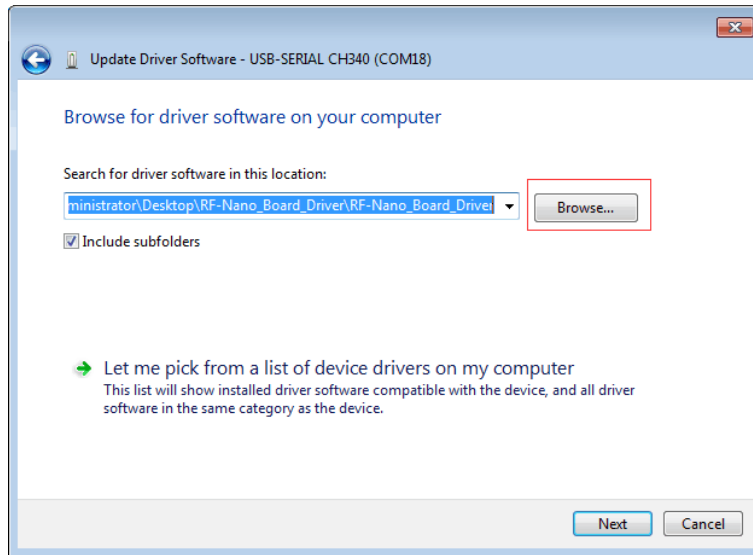 Update Driver Software - USB-SERIAL CH340 (COM18)
Browse for driver software on your computer
Search for driver software in this location:
ministrator\Desktop\RF-Nano_Board_Driver\RF-Nano_Board_Driver
Browse...
Include subfolders
Let me pick from a list of device drivers on my computer
This list will show installed driver software compatible with the device, and all driver
software in the same category as the device.
Next
Cancel